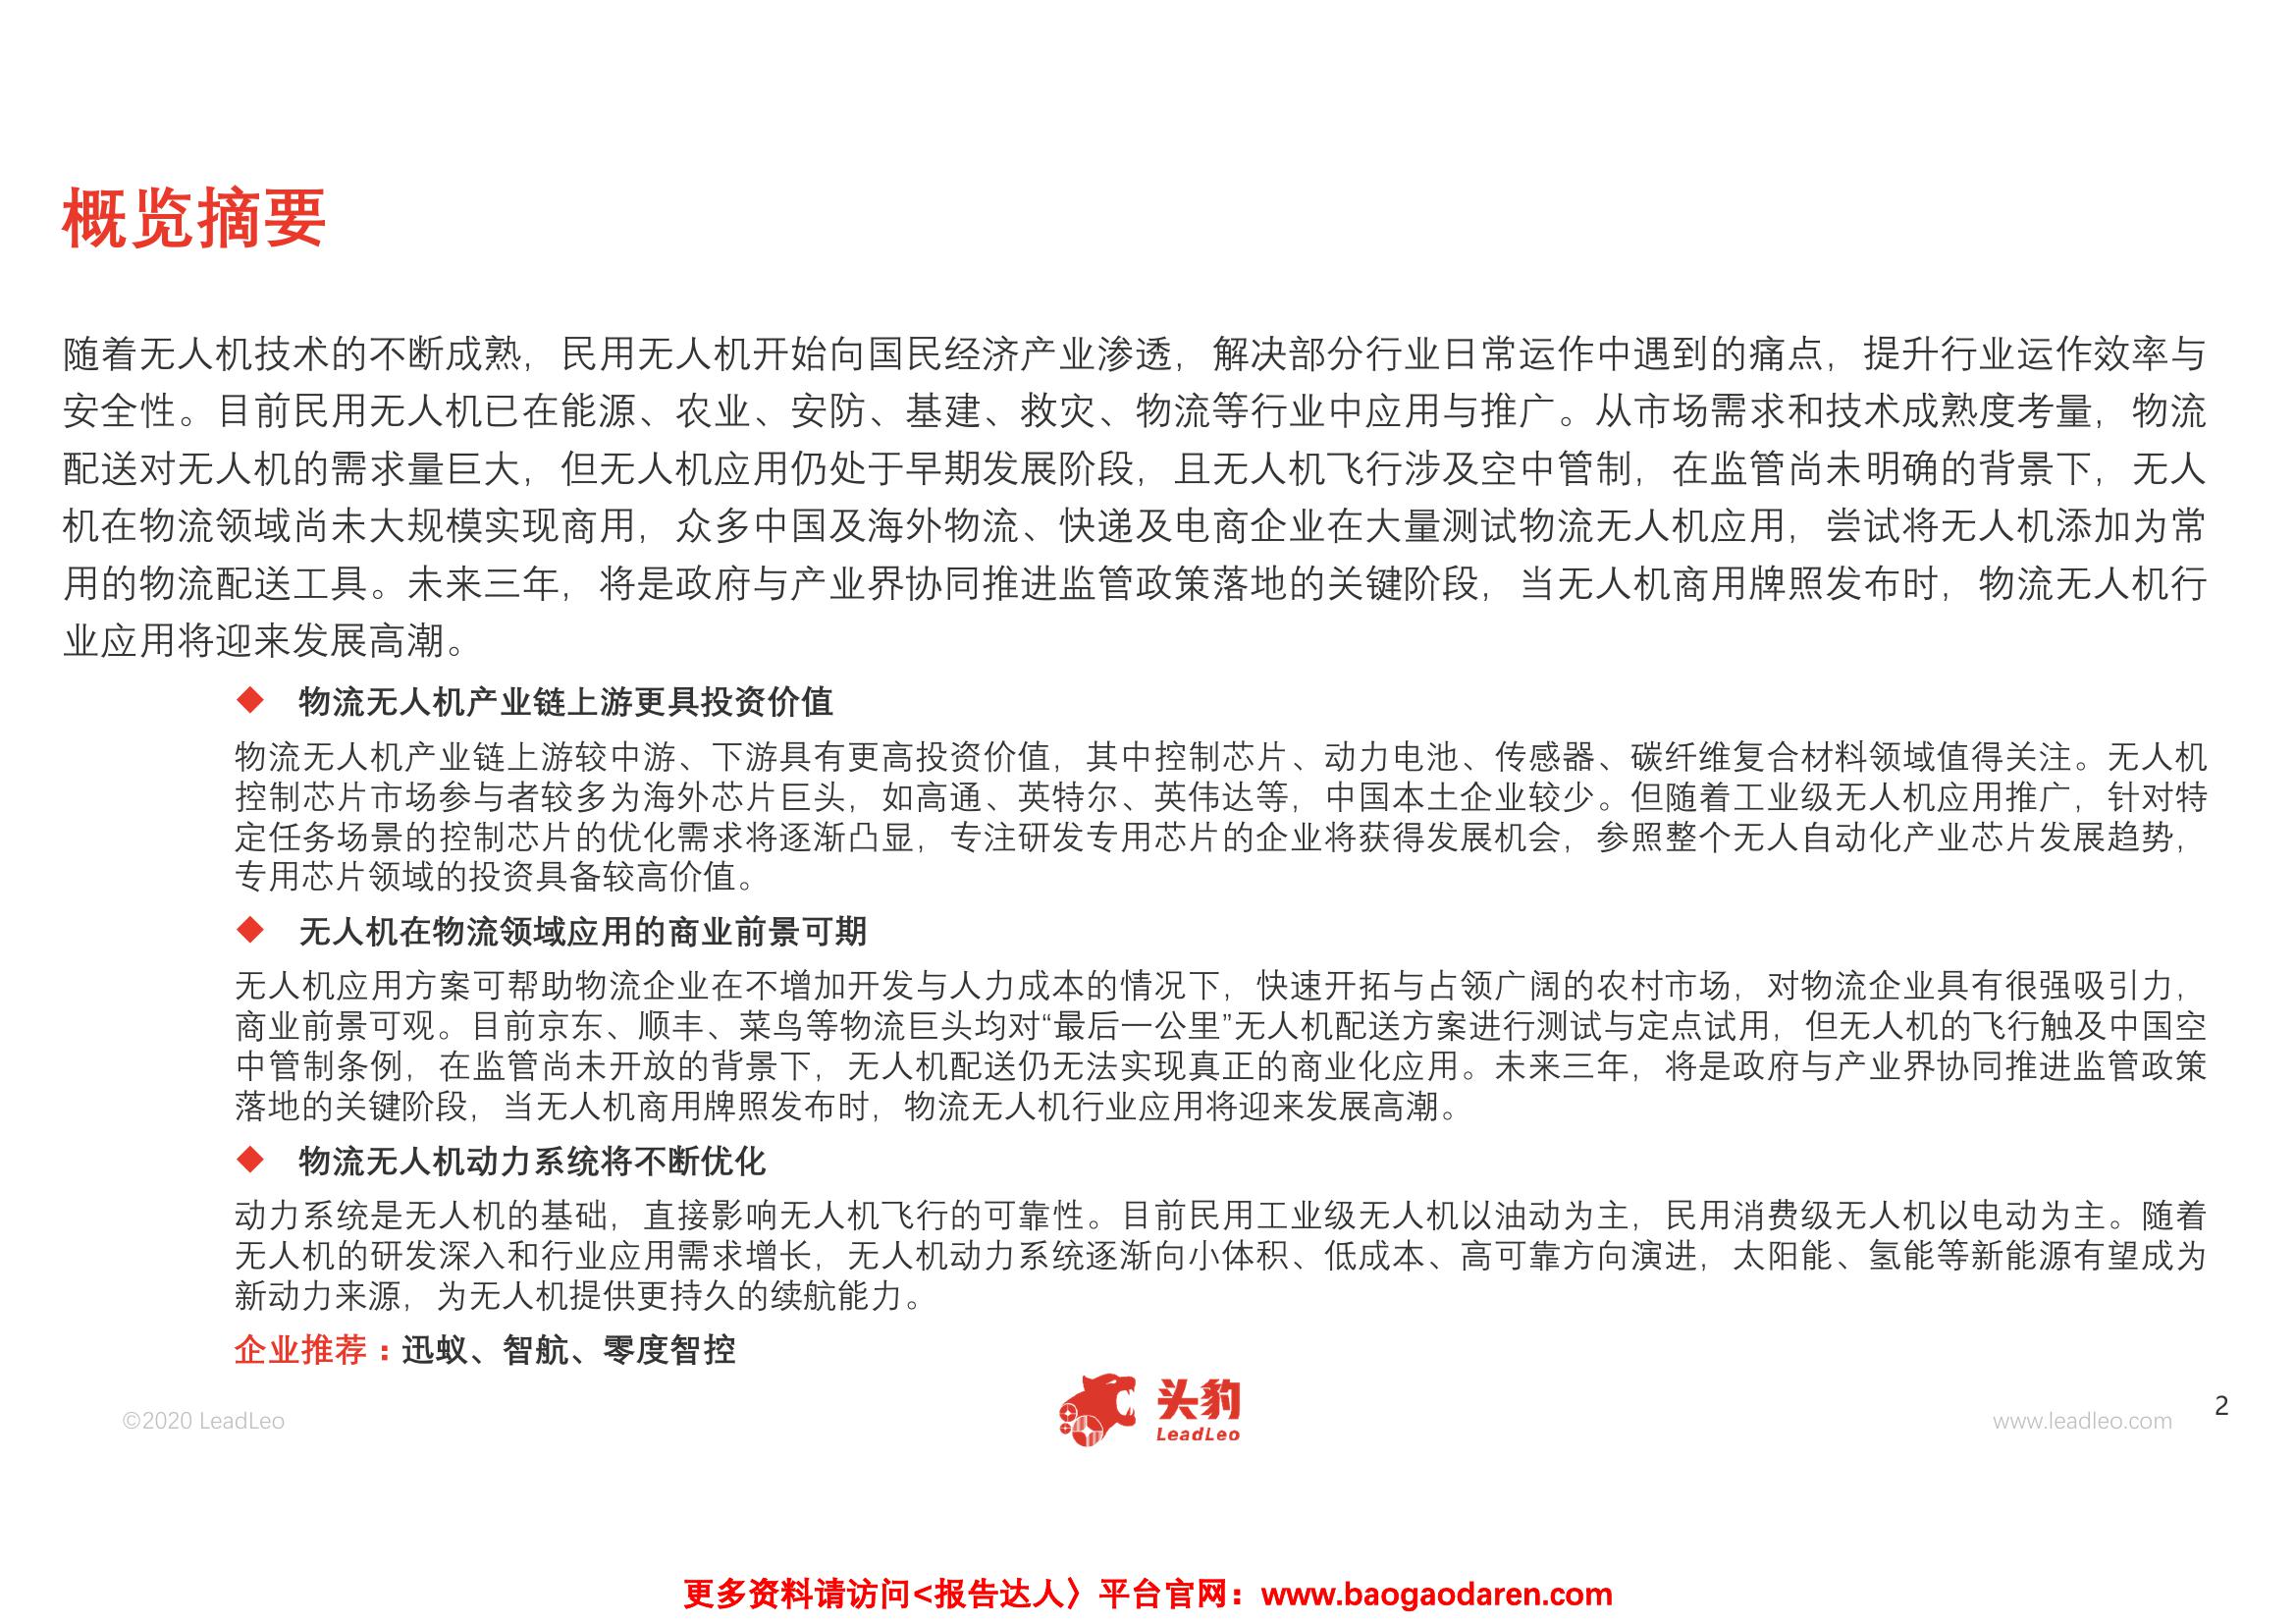 概览摘要
随着无人机技术的不断成熟，民用无人机开始向国民经济产业渗透，解决部分行业日常运作中遇到的痛点，提升行业运作效率与
安全性。目前民用无人机已在能源、农业、安防、基建、救灾、物流等行业中应用与推广。从市场需求和技术成熟度考量，物流
配送对无人机的需求量巨大，但无人机应用仍处于早期发展阶段，且无人机飞行涉及空中管制，在监管尚未明确的背景下，无人
机在物流领域尚未大规模实现商用，众多中国及海外物流、快递及电商企业在大量测试物流无人机应用，尝试将无人机添加为常
用的物流配送工具。未来三年，将是政府与产业界协同推进监管政策落地的关键阶段，当无人机商用牌照发布时，物流无人机行
业应用将迎来发展高潮。
◆ 物流无人机产业链上游更具投资价值
物流无人机产业链上游较中游、下游具有更高投资价值，其中控制芯片、动力电池、传感器、碳纤维复合材料领域值得关注。无人机
控制芯片市场参与者较多为海外芯片巨头，如高通、英特尔、英伟达等，中国本土企业较少。但随着工业级无人机应用推广，针对特
定任务场景的控制芯片的优化需求将逐渐凸显，专注研发专用芯片的企业将获得发展机会，参照整个无人自动化产业芯片发展趋势，
专用芯片领域的投资具备较高价值。
◆ 无人机在物流领域应用的商业前景可期
无人机应用方案可帮助物流企业在不增加开发与人力成本的情况下，快速开拓与占领广阔的农村市场，对物流企业具有很强吸引力，
商业前景可观。目前京东、顺丰、菜鸟等物流巨头均对“最后一公里”无人机配送方案进行测试与定点试用，但无人机的飞行触及中国空
中管制条例，在监管尚未开放的背景下，无人机配送仍无法实现真正的商业化应用。未来三年，将是政府与产业界协同推进监管政策
落地的关键阶段，当无人机商用牌照发布时，物流无人机行业应用将迎来发展高潮。
◆ 物流无人机动力系统将不断优化
动力系统是无人机的基础，直接影响无人机飞行的可靠性。目前民用工业级无人机以油动为主，民用消费级无人机以电动为主。随着
无人机的研发深入和行业应用需求增长，无人机动力系统逐渐向小体积、低成本、高可靠方向演进，太阳能、氢能等新能源有望成为
新动力来源，为无人机提供更持久的续航能力。
企业推荐：迅蚁、智航、零度智控
©2020 LeadLeo
头豹
LeadLeo
www.leadleo.com
2
更多资料请访问<报告达人〉平台官网：www.baogaodaren.com